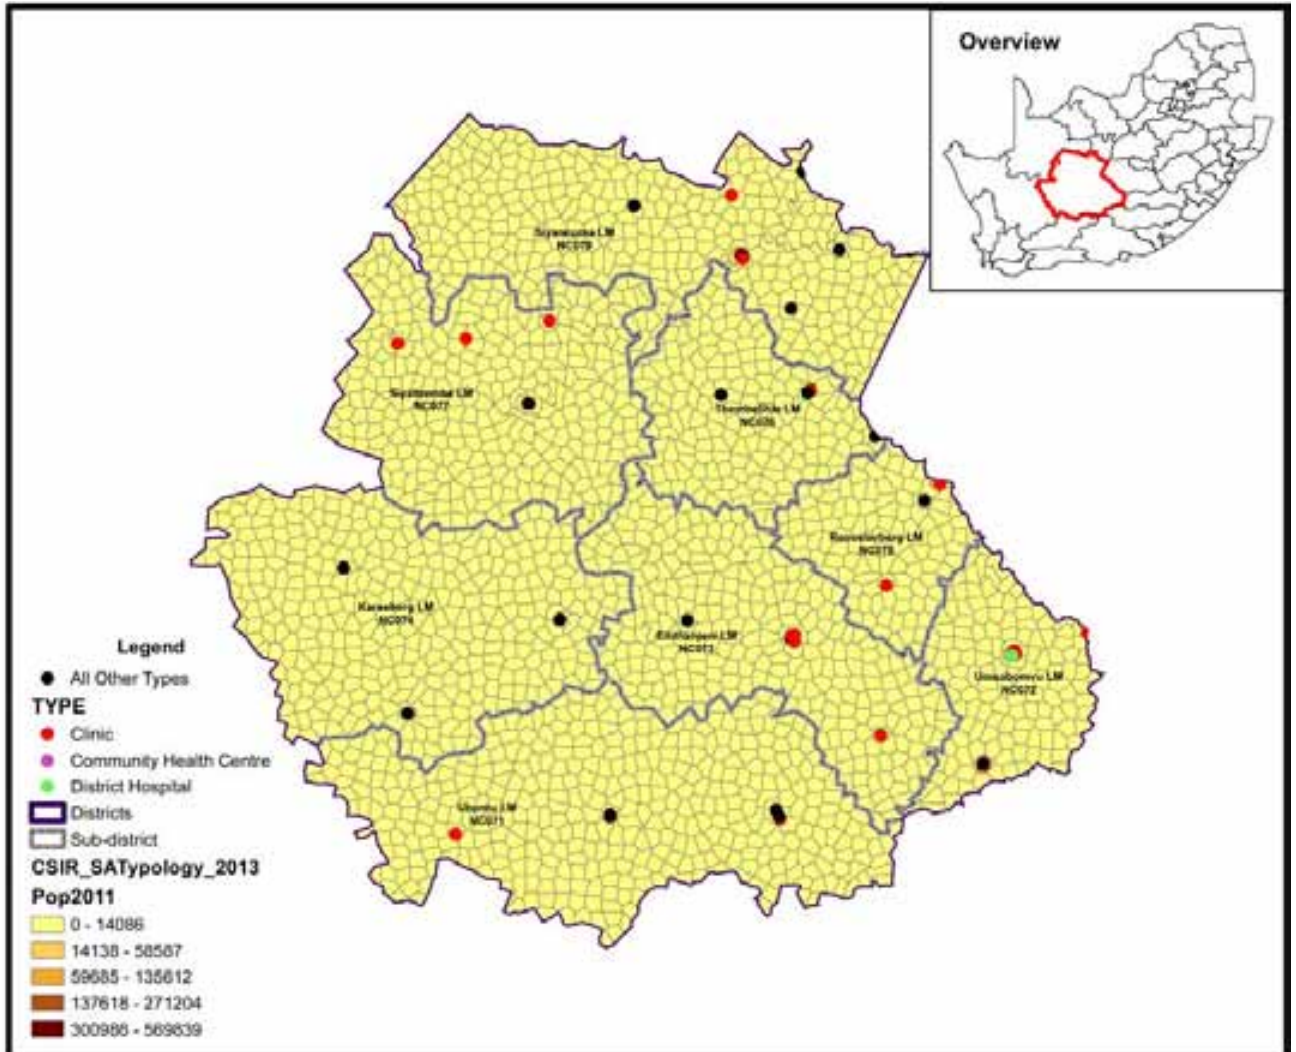 Overview
Siyancuma LM
NC078
Siyathemba LM
NC077
Thembelihle LM
NC076
Renosterberg LM
NC075
Kareeberg LM
NC074
Emthanjeni LM
NC073
Umsobomvu LM
NC072
Ubuntu LM
NC071
Legend
All Other Types
TYPE
Clinic
Community Health Centre
District Hospital
Districts
Sub-district
CSIR_SATypology_2013
Pop2011
0 - 14086
14138 - 58587
59685 - 135612
137618 - 271204
300986 - 569839